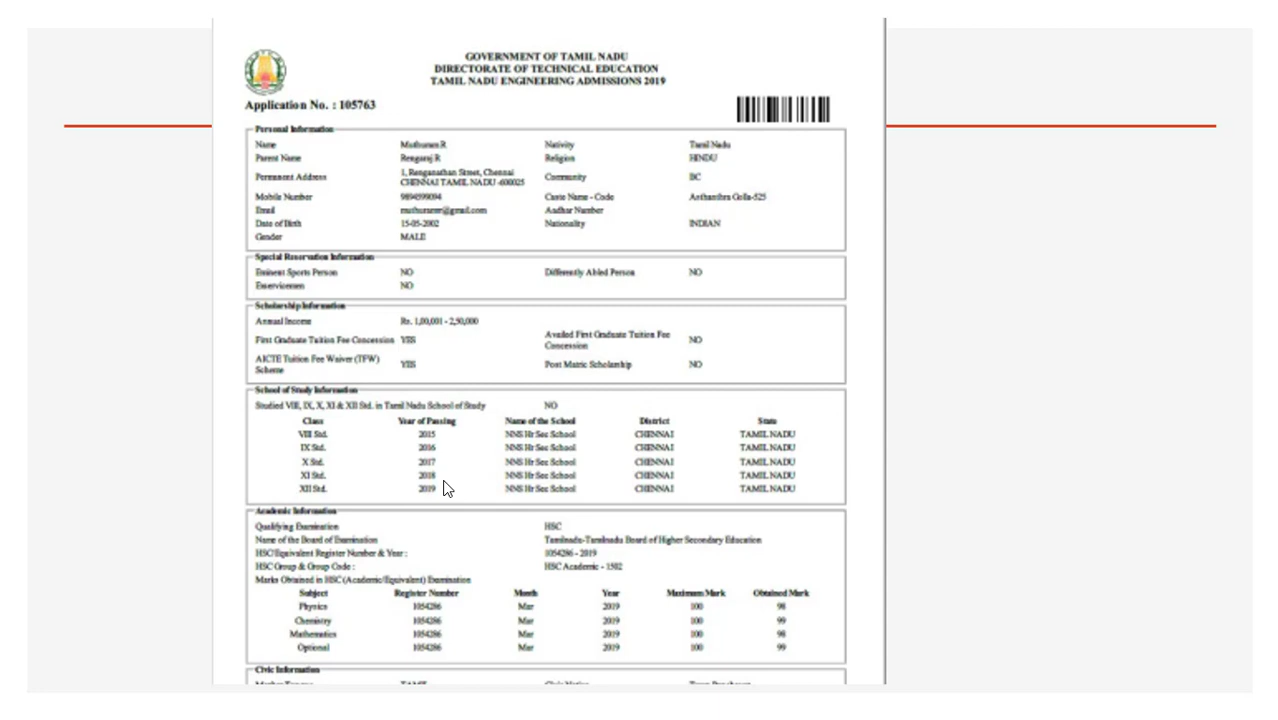 GOVERNMENT OF TAMIL NADU
DIRECTORATE OF TECHNICAL EDUCATION
TAMIL NADU ENGINEERING ADMISSIONS 2019
Application No. : 105763
Personal Information
Name Muthuram R Nativity Tamil Nadu
Parent Name Rengaraj R Religion HINDU
Permanent Address 1, Renganathan Street, Chennai CHENNAI TAMIL NADU -600025 Community BC
Mobile Number 9894599094 Caste Name - Code Asthanthra Golla-525
Email muthuramr@gmail.com Aadhar Number
Date of Birth 15-05-2002 Nationality INDIAN
Gender MALE
Special Reservation Information
Eminent Sports Person NO Differently Abled Person NO
Exservicemen NO
Scholarship Information
Annual Income Rs. 1,00,001 - 2,50,000
First Graduate Tuition Fee Concession YES Availed First Graduate Tuition Fee Concession NO
AICTE Tuition Fee Waiver (TFW) Scheme YES Post Matric Scholarship NO
School of Study Information
Studied VIII, IX, X, XI & XII Std. in Tamil Nadu School of Study NO
Class Year of Passing Name of the School District State
VIII Std. 2015 NNS Hr Sec School CHENNAI TAMIL NADU
IX Std. 2016 NNS Hr Sec School CHENNAI TAMIL NADU
X Std. 2017 NNS Hr Sec School CHENNAI TAMIL NADU
XI Std. 2018 NNS Hr Sec School CHENNAI TAMIL NADU
XII Std. 2019 NNS Hr Sec School CHENNAI TAMIL NADU
Academic Information
Qualifying Examination HSC
Name of the Board of Examination Tamilnadu-Tamilnadu Board of Higher Secondary Education
HSC/Equivalent Register Number & Year : 1054286 - 2019
HSC Group & Group Code : HSC Academic - 1502
Marks Obtained in HSC (Academic/Equivalent) Examination
Subject Register Number Month Year Maximum Mark Obtained Mark
Physics 1054286 Mar 2019 100 98
Chemistry 1054286 Mar 2019 100 99
Mathematics 1054286 Mar 2019 100 98
Optional 1054286 Mar 2019 100 99
Civic Information